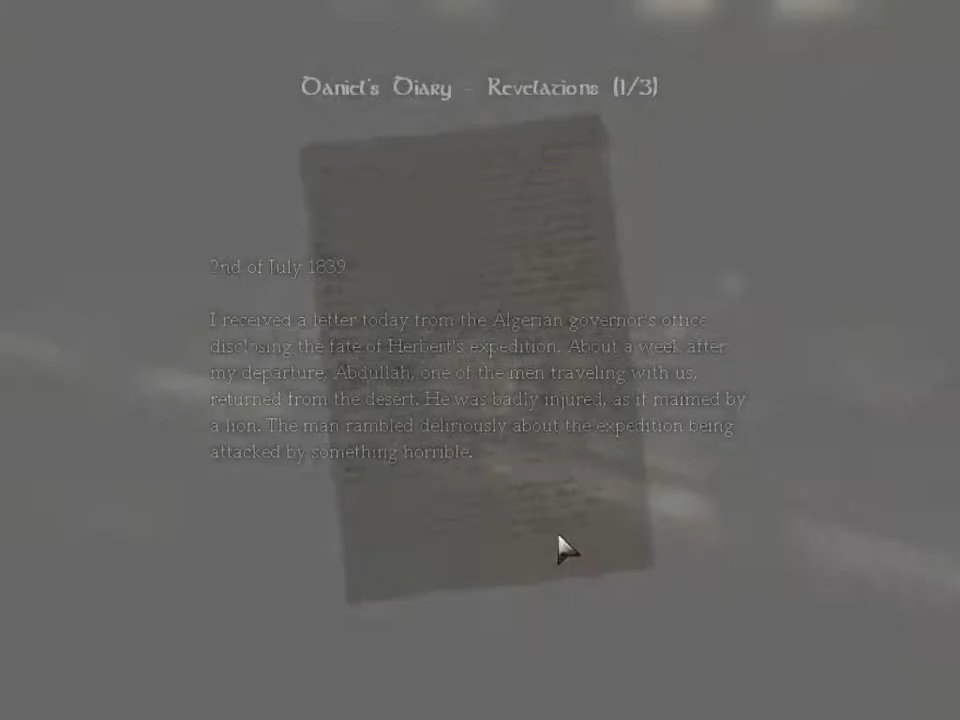 Daniel's Diary - Revelations (1/3)
2nd of July 1839
I received a letter today from the Algerian governor's office
disclosing the fate of Herbert's expedition. About a week after
my departure, Abdullah, one of the men traveling with us,
returned from the desert. He was badly injured, as if maimed by
a lion. The man rambled deliriously about the expedition being
attacked by something horrible.